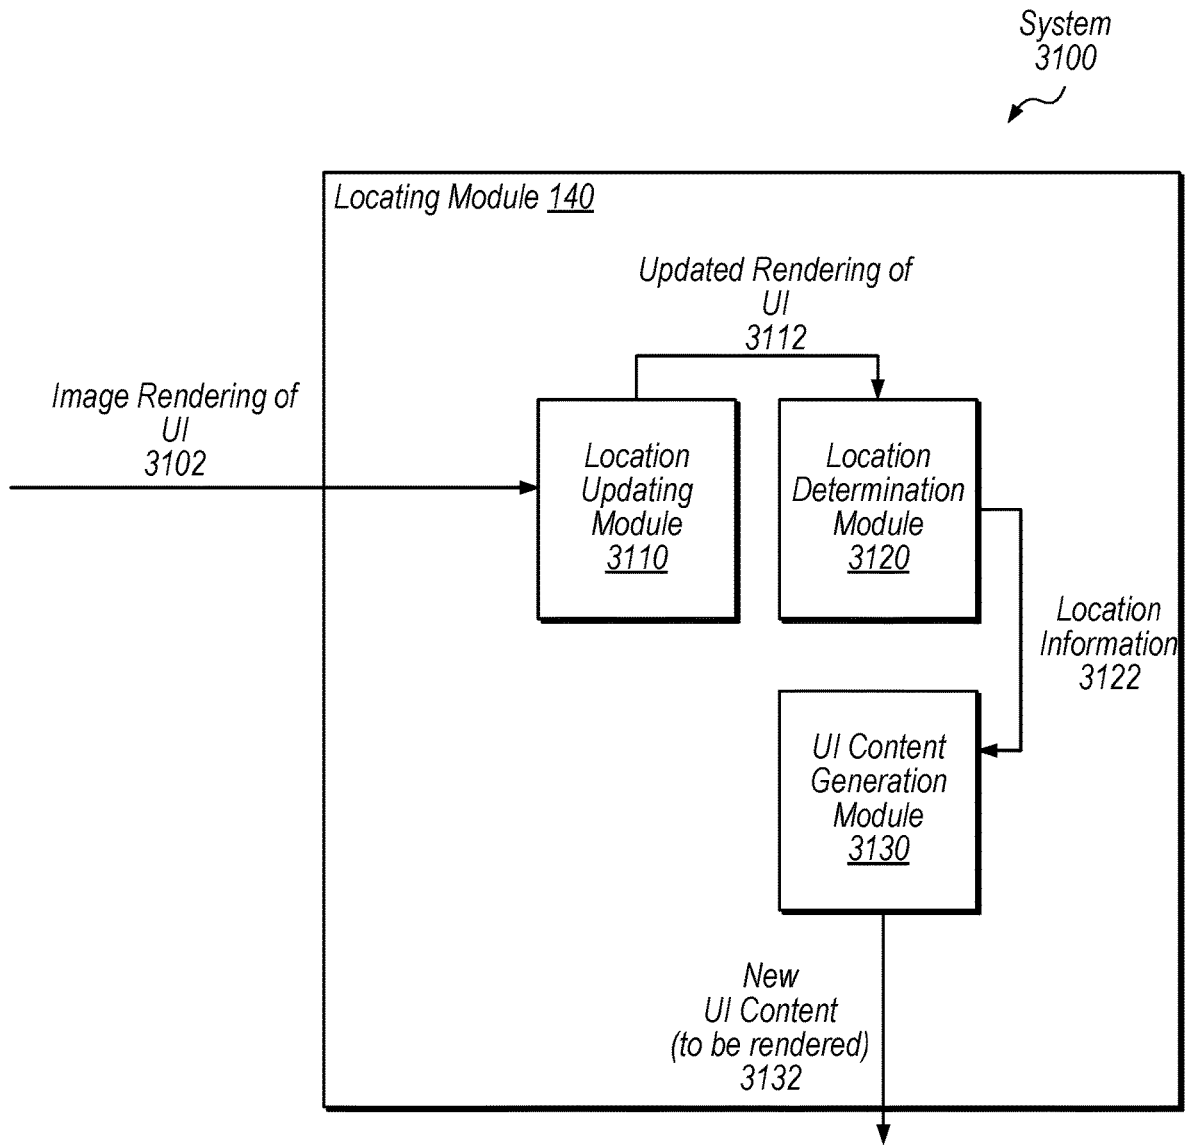 System
3100
Locating Module 140
Updated Rendering of
UI
3112
Image Rendering of
UI
3102
Location
Updating
Module
3110
Location
Determination
Module
3120
Location
Information
3122
UI Content
Generation
Module
3130
New
UI Content
(to be rendered)
3132